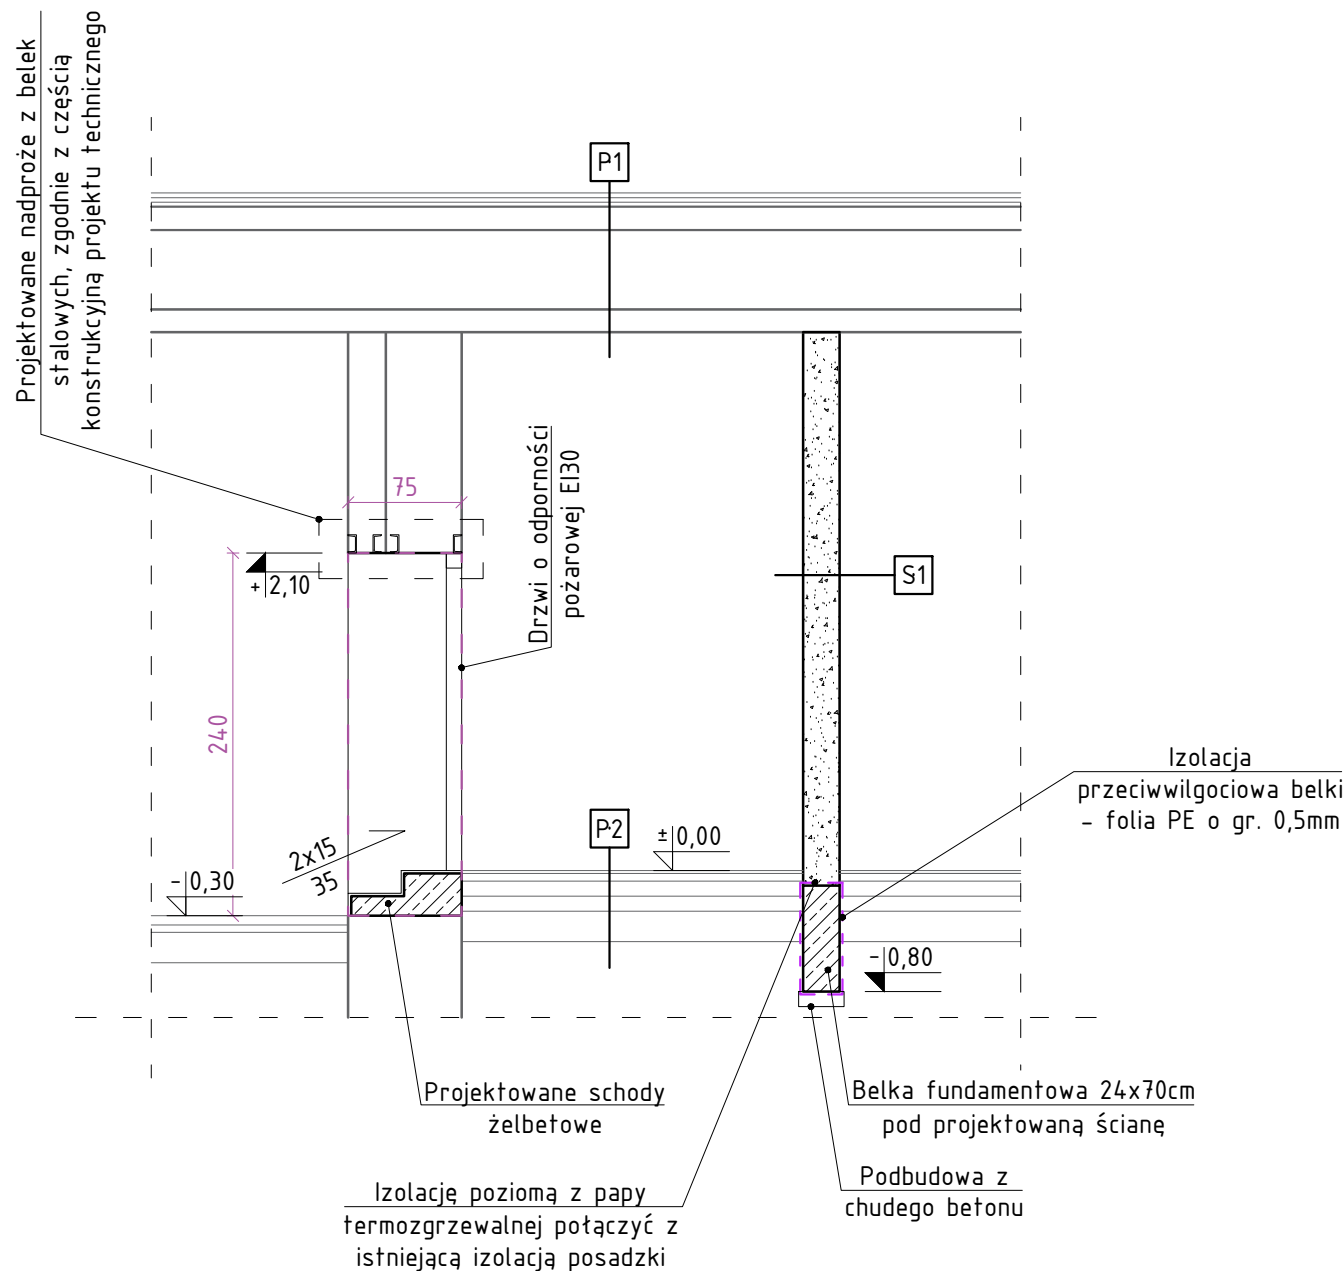 Projektowane nadproże z belek
stalowych, zgodnie z częścią
konstrukcyjną projektu technicznego
P1
75
Drzwi o odporności
pożarowej EI30
+2,10
S1
240
Izolacja
przeciwwilgociowa belki
- folia PE o gr. 0,5mm
P2
±0,00
2x15
35
-0,30
-0,80
Projektowane schody
żelbetowe
Belka fundamentowa 24x70cm
pod projektowaną ścianę
Podbudowa z
chudego betonu
Izolację poziomą z papy
termozgrzewalnej połączyć z
istniejącą izolacją posadzki